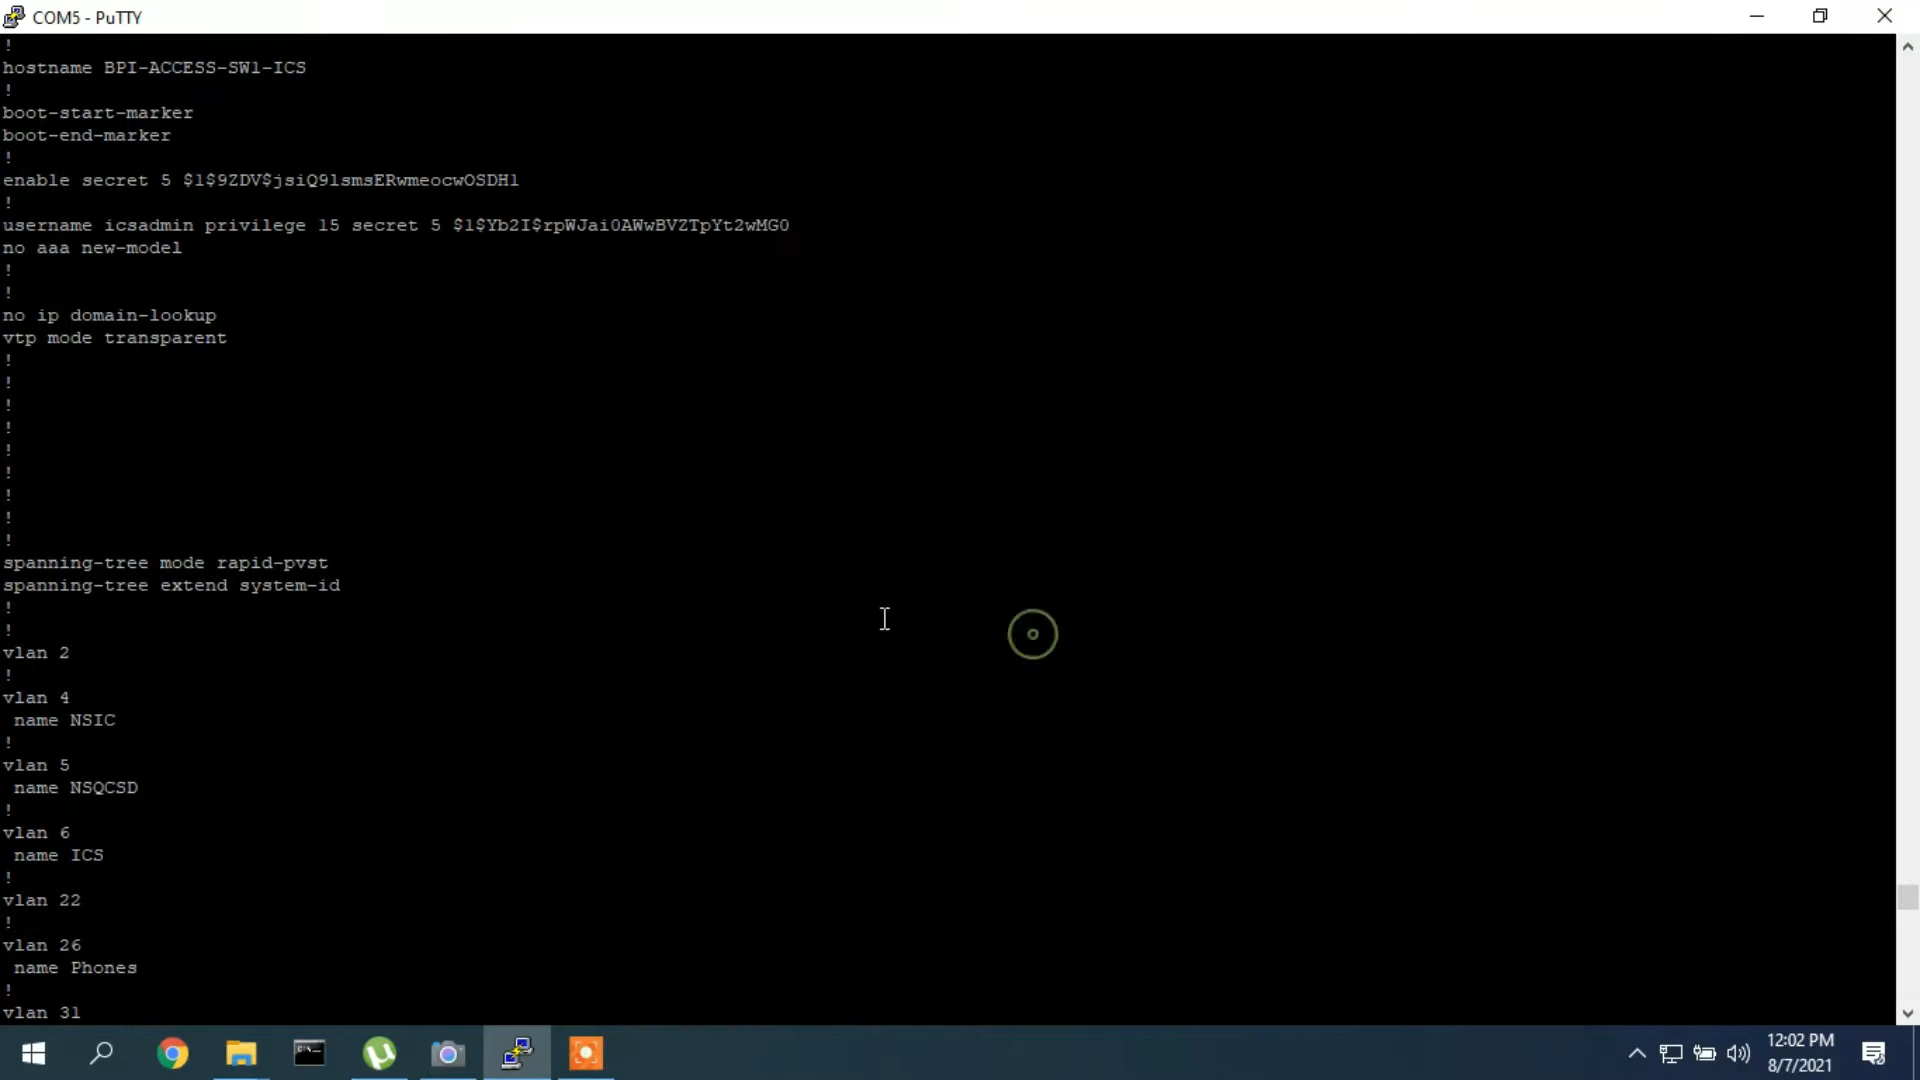 COM5 - PuTTY
!
hostname BPI-ACCESS-SW1-ICS
!
boot-start-marker
boot-end-marker
!
enable secret 5 $1$9ZDV$jsiQ9lsmsERwmeocwOSDH1
!
username icsadmin privilege 15 secret 5 $1$Yb2I$rpWJai0AWwBVZTpYt2wMG0
no aaa new-model
!
!
no ip domain-lookup
vtp mode transparent
!
!
!
!
!
!
!
!
!
spanning-tree mode rapid-pvst
spanning-tree extend system-id
!
!
vlan 2
!
vlan 4
name NSIC
!
vlan 5
name NSQCSD
!
vlan 6
name ICS
!
vlan 22
!
vlan 26
name Phones
!
vlan 31
12:02 PM
8/7/2021